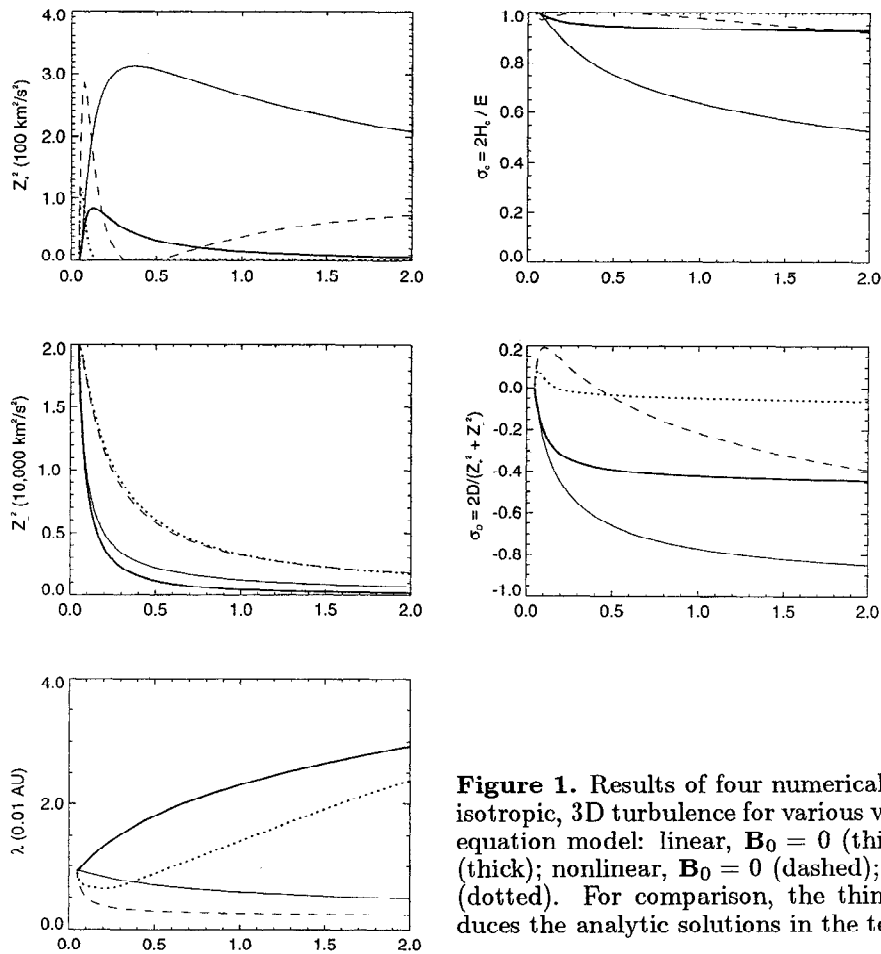 4.0
3.0
2.0
1.0
0.0
Z₊² (100 km²/s²)
0.0 0.5 1.0 1.5 2.0
1.0
0.8
0.6
0.4
0.2
0.0
σ_c = 2H_c / E
0.0 0.5 1.0 1.5 2.0
2.0
1.5
1.0
0.5
0.0
Z₋² (10,000 km²/s²)
0.0 0.5 1.0 1.5 2.0
0.2
0.0
-0.2
-0.4
-0.6
-0.8
-1.0
σ_D = 2D/(Z₊² + Z₋²)
0.0 0.5 1.0 1.5 2.0
4.0
2.0
0.0
λ (0.01 AU)
0.0 0.5 1.0 1.5 2.0
Figure 1. Results of four numerical
isotropic, 3D turbulence for various v
equation model: linear, B₀ = 0 (thi
(thick); nonlinear, B₀ = 0 (dashed);
(dotted). For comparison, the thin
duces the analytic solutions in the te